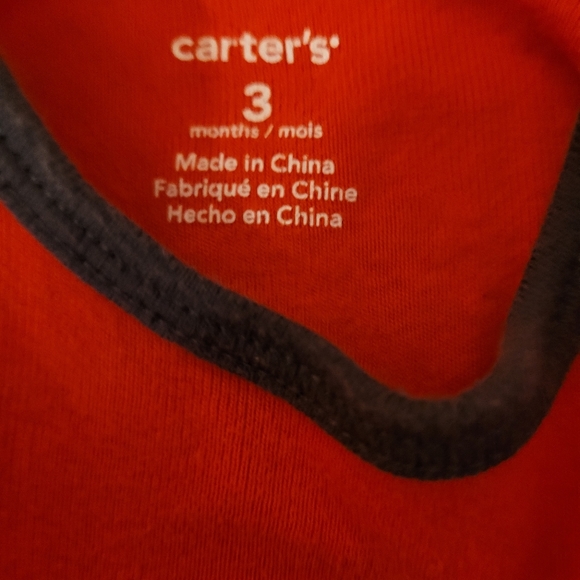 carter's
3
months / mois
Made in China
Fabriqué en Chine
Hecho en China